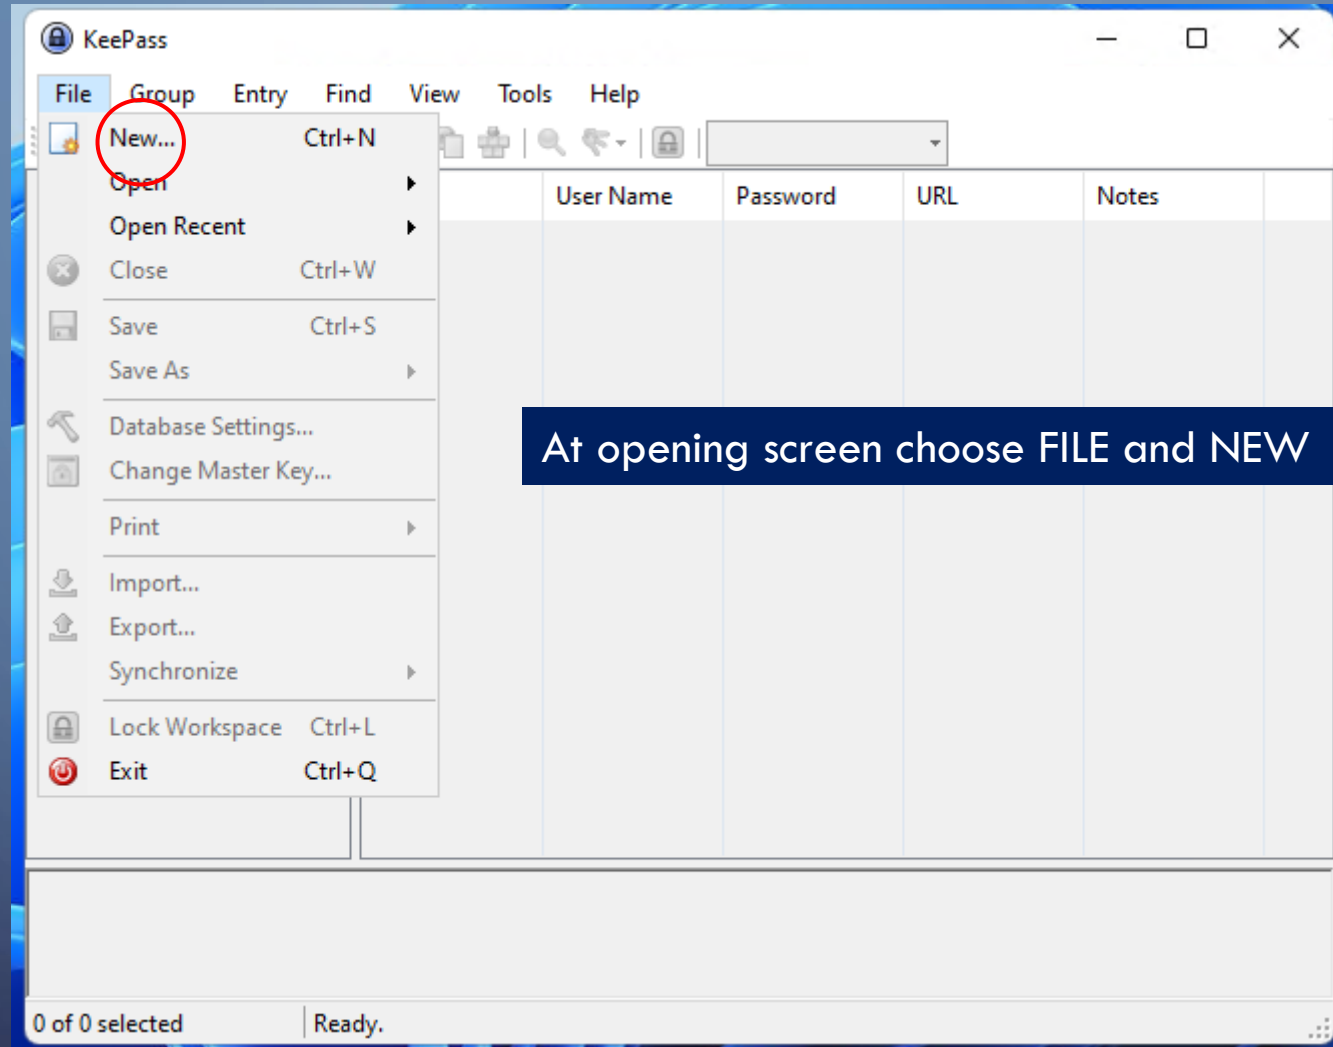 KeePass
File Group Entry Find View Tools Help
New... Ctrl+N
Open
Open Recent
Close Ctrl+W
Save Ctrl+S
Save As
Database Settings...
Change Master Key...
Print
Import...
Export...
Synchronize
Lock Workspace Ctrl+L
Exit Ctrl+Q
User Name Password URL Notes
At opening screen choose FILE and NEW
0 of 0 selected Ready.